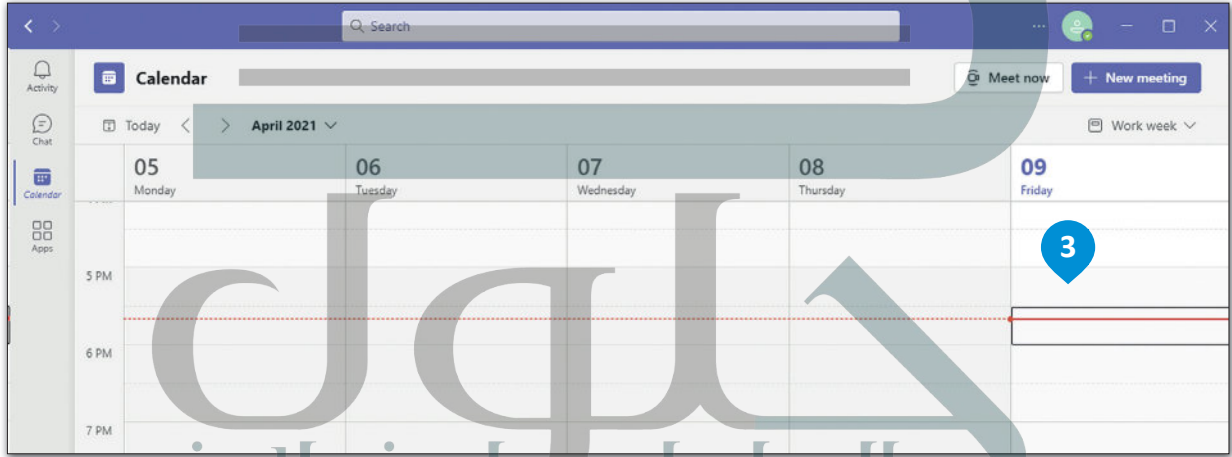 Search
Activity
Calendar
Meet now
+ New meeting
Chat
Today
April 2021
Work week
05
06
07
08
09
Monday
Tuesday
Wednesday
Thursday
Friday
Calendar
Apps
3
5 PM
6 PM
7 PM
حلول